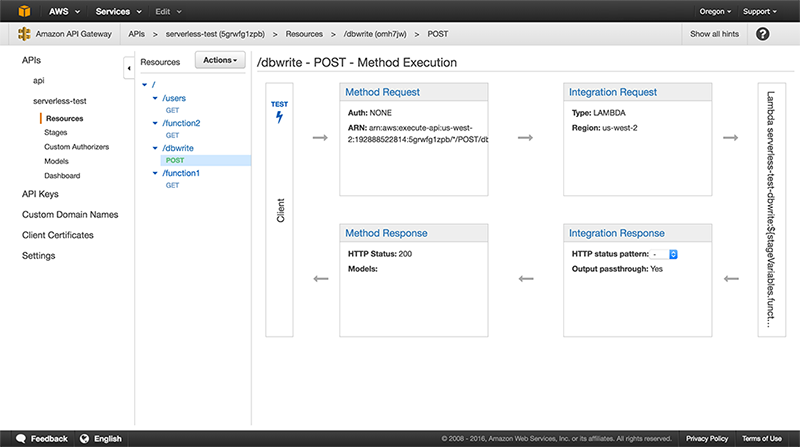 AWS Services Edit Oregon Support
Amazon API Gateway APIs > serverless-test (5grwfg1zpb) > Resources > /dbwrite (omh7jw) > POST Show all hints ?
APIs
api
serverless-test
Resources
Stages
Custom Authorizers
Models
Dashboard
API Keys
Custom Domain Names
Client Certificates
Settings
Resources Actions
/
/users
GET
/function2
GET
/dbwrite
POST
/function1
GET
/dbwrite - POST - Method Execution
TEST
Client
Method Request
Auth: NONE
ARN: arn:aws:execute-api:us-west-
2:192888522814:5grwfg1zpb/*/POST/db
Integration Request
Type: LAMBDA
Region: us-west-2
Lambda serverless-test-dbwrite:${stageVariables.funct...
Method Response
HTTP Status: 200
Models:
Integration Response
HTTP status pattern: -
Output passthrough: Yes
Feedback English © 2008 - 2016, Amazon Web Services, Inc. or its affiliates. All rights reserved. Privacy Policy Terms of Use